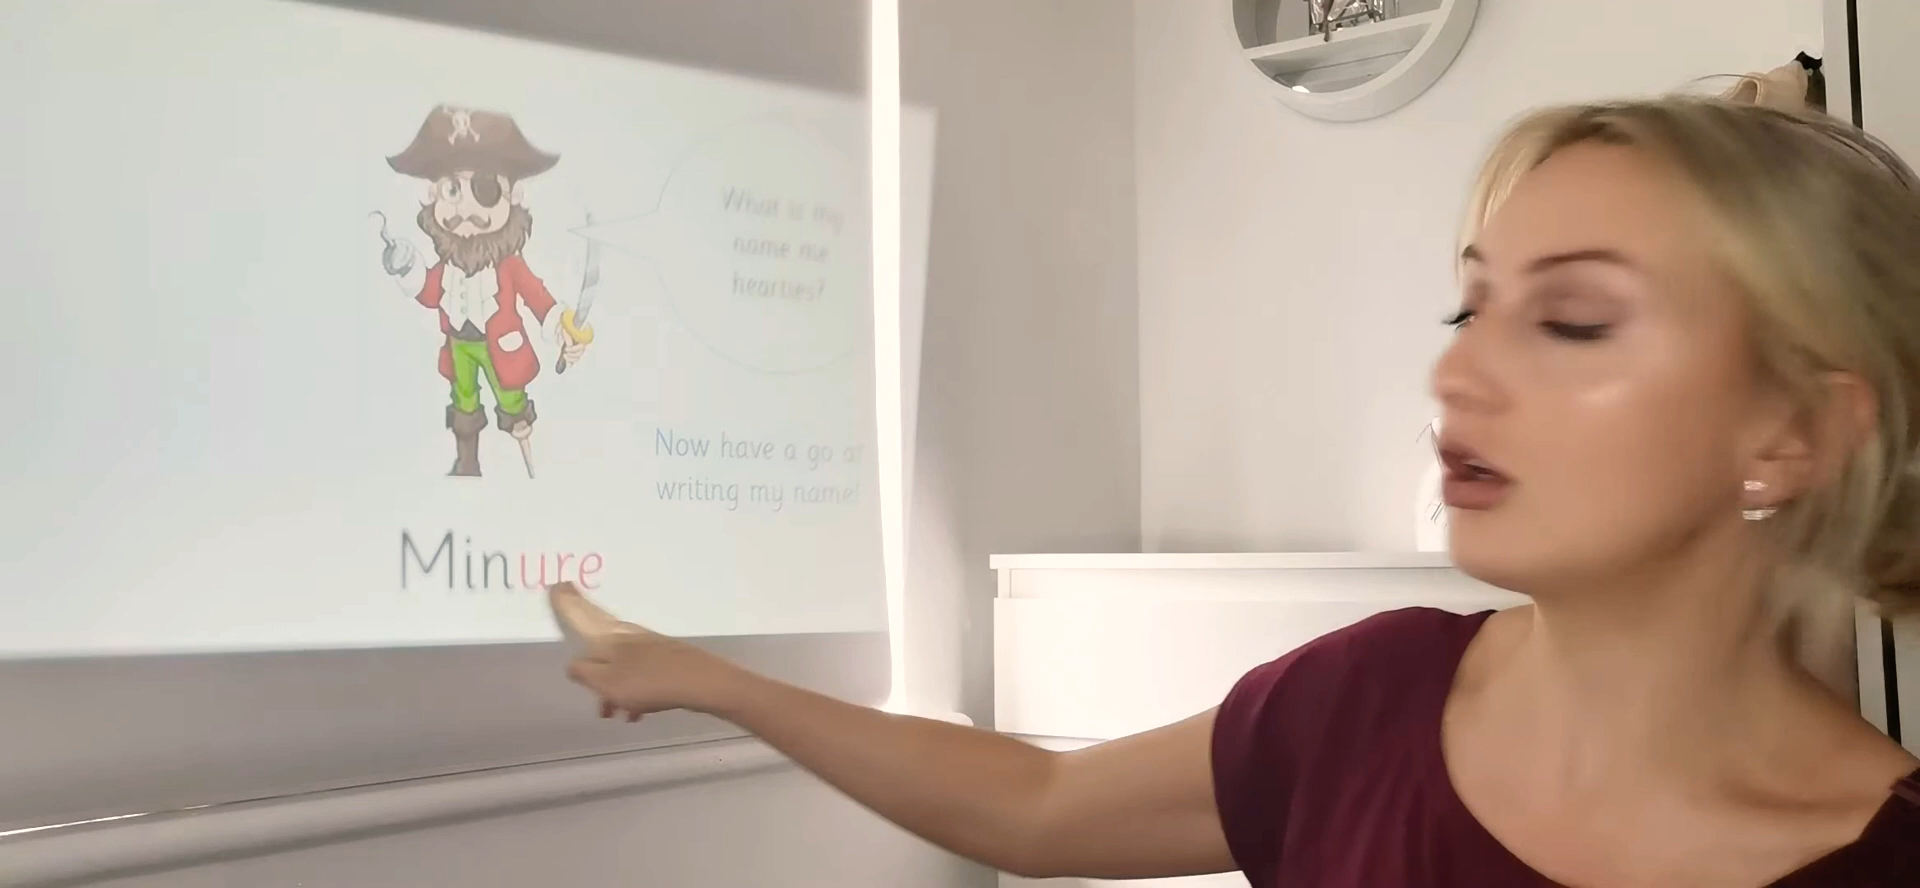 What is my
name me
hearties?
Now have a go at
writing my name!
Minure